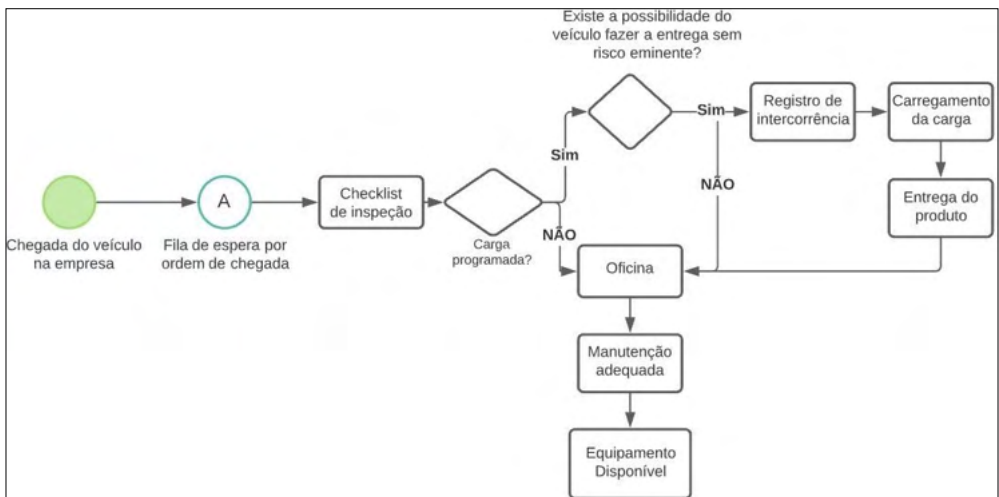 Existe a possibilidade do
veículo fazer a entrega sem
risco eminente?
Sim
Registro de
intercorrência
Carregamento
da carga
Sim
NÃO
Entrega do
produto
A
Checklist
de inspeção
Chegada do veículo
na empresa
Fila de espera por
ordem de chegada
Carga
programada?
NÃO
Oficina
Manutenção
adequada
Equipamento
Disponível